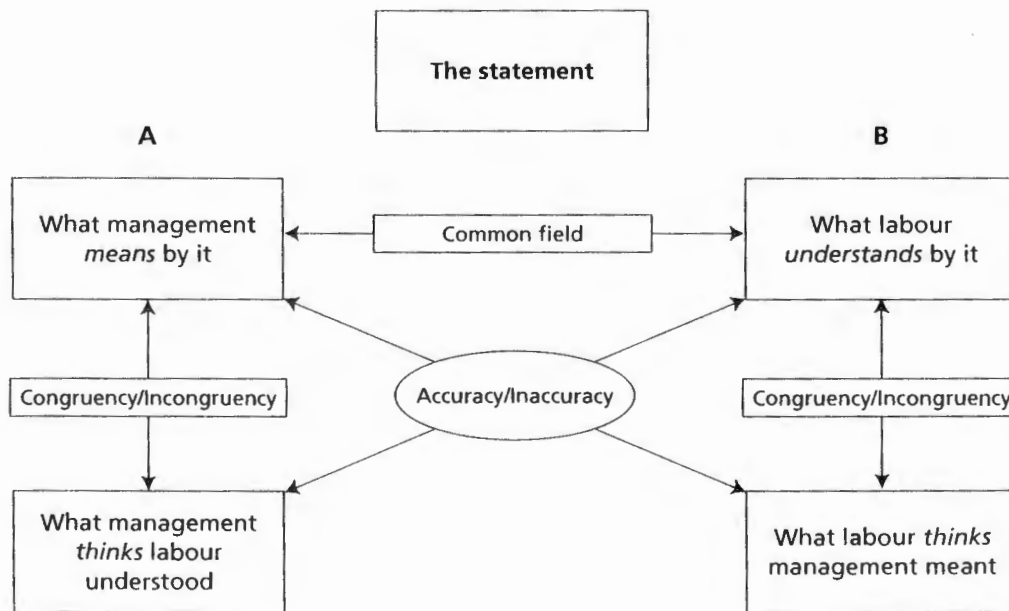 The statement
A
B
What management
means by it
Common field
What labour
understands by it
Congruency/Incongruency
Accuracy/Inaccuracy
Congruency/Incongruency
What management
thinks labour
understood
What labour thinks
management meant